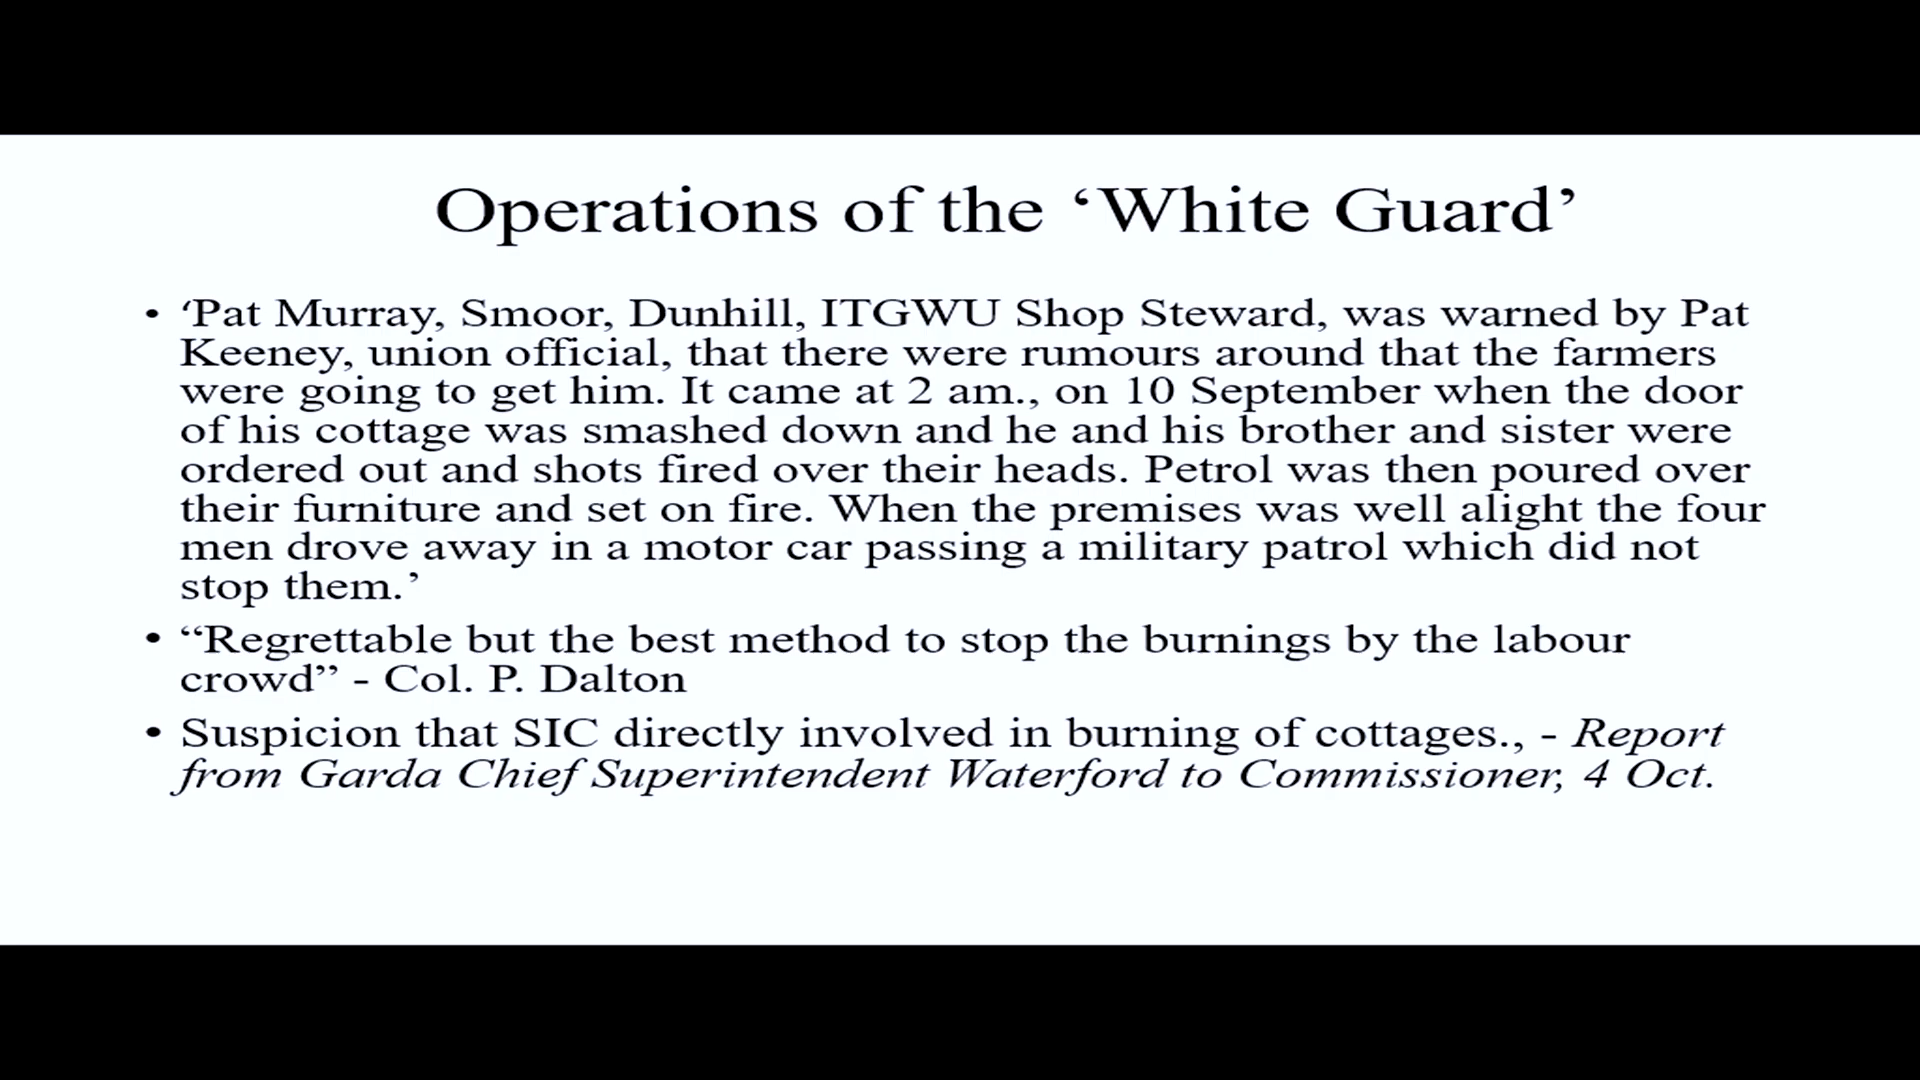 Operations of the ‘White Guard’
• ‘Pat Murray, Smoor, Dunhill, ITGWU Shop Steward, was warned by Pat
Keeney, union official, that there were rumours around that the farmers
were going to get him. It came at 2 am., on 10 September when the door
of his cottage was smashed down and he and his brother and sister were
ordered out and shots fired over their heads. Petrol was then poured over
their furniture and set on fire. When the premises was well alight the four
men drove away in a motor car passing a military patrol which did not
stop them.’
• “Regrettable but the best method to stop the burnings by the labour
crowd” - Col. P. Dalton
• Suspicion that SIC directly involved in burning of cottages., - Report
from Garda Chief Superintendent Waterford to Commissioner, 4 Oct.